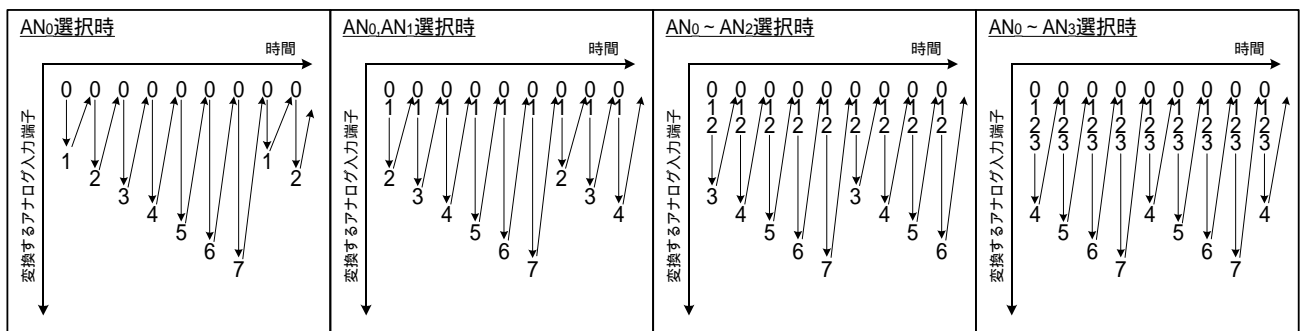 AN0選択時
時間
変換するアナログ入力端子
0 0 0 0 0 0 0 0 0
1 2 3 4 5 6 7 1 2
AN0,AN1選択時
時間
変換するアナログ入力端子
0 0 0 0 0 0 0 0 0
1 1 1 1 1 1 1 1 1
2 3 4 5 6 7 2 3 4
AN0 ~ AN2選択時
時間
変換するアナログ入力端子
0 0 0 0 0 0 0 0 0
1 1 1 1 1 1 1 1 1
2 2 2 2 2 2 2 2 2
3 4 5 6 7 3 4 5 6
AN0 ~ AN3選択時
時間
変換するアナログ入力端子
0 0 0 0 0 0 0 0 0
1 1 1 1 1 1 1 1 1
2 2 2 2 2 2 2 2 2
3 3 3 3 3 3 3 3 3
4 5 6 7 4 5 6 7 4